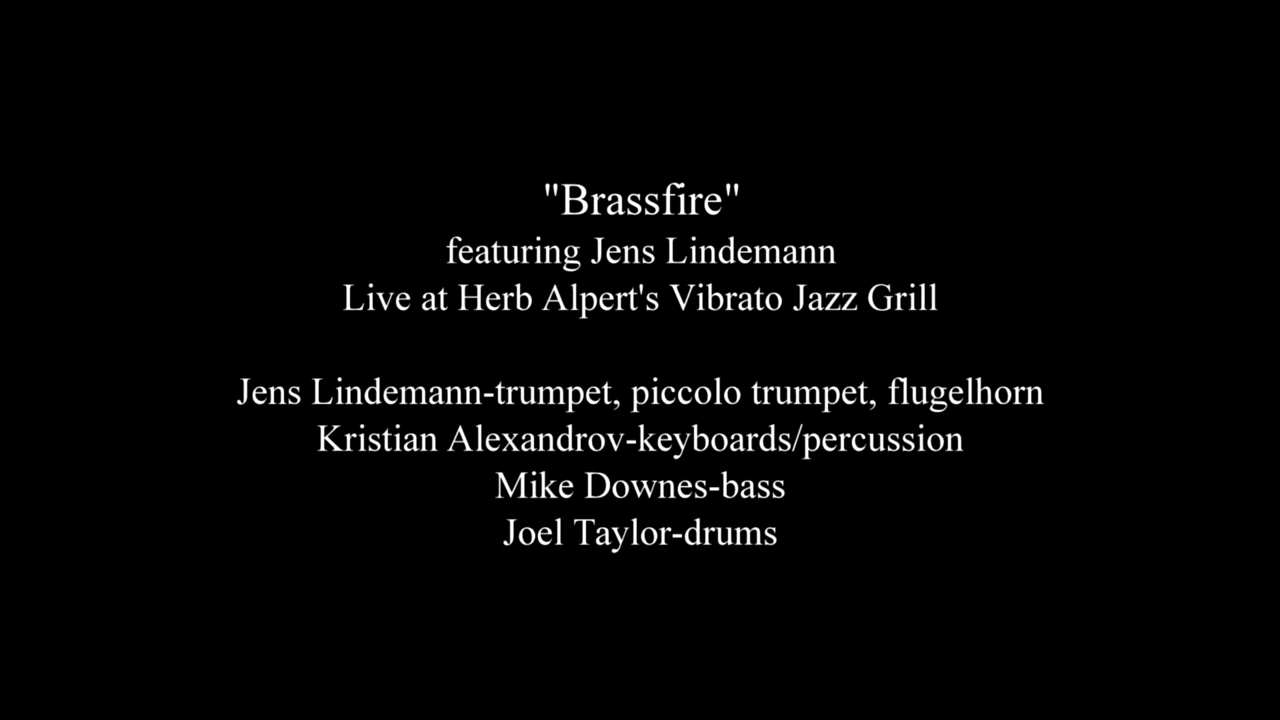 "Brassfire"
featuring Jens Lindemann
Live at Herb Alpert's Vibrato Jazz Grill
Jens Lindemann-trumpet, piccolo trumpet, flugelhorn
Kristian Alexandrov-keyboards/percussion
Mike Downes-bass
Joel Taylor-drums